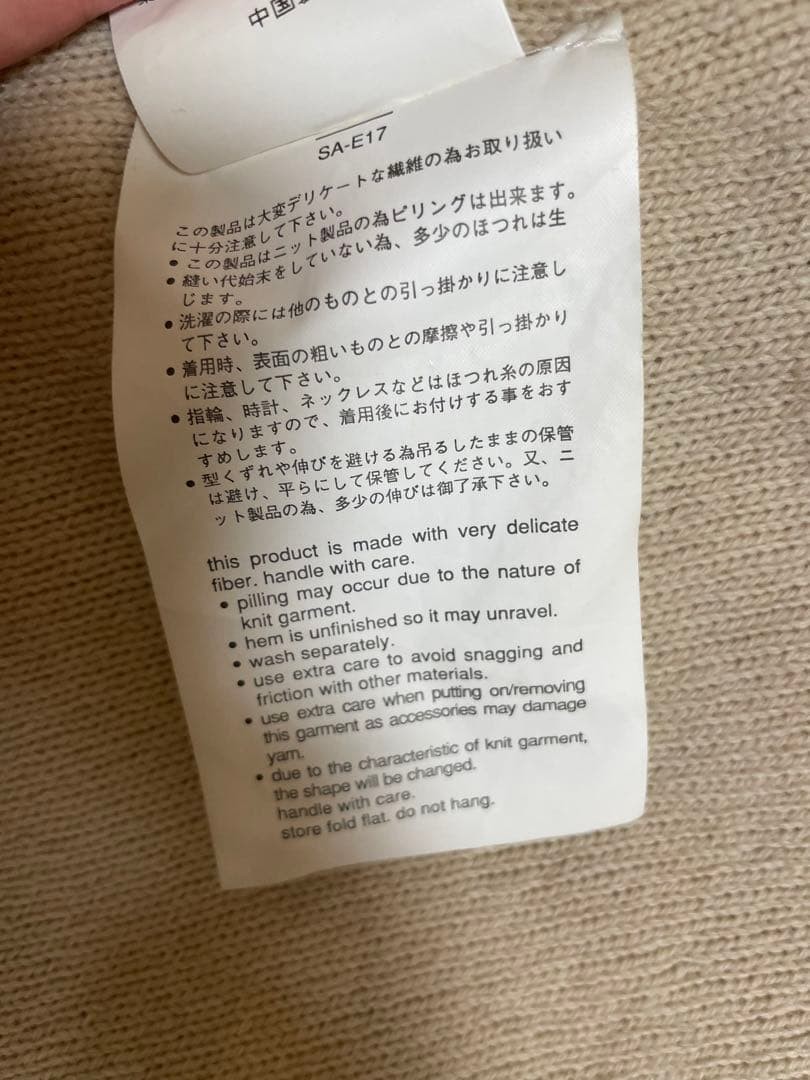 中国
SA-E17
この製品は大変デリケートな繊維の為お取り扱い
に十分注意して下さい。
• この製品はニット製品の為ピリングは出来ます。
• 縫い代始末をしていない為、多少のほつれは生
じます。
• 洗濯の際には他のものとの引っ掛かりに注意し
て下さい。
• 着用時、表面の粗いものとの摩擦や引っ掛かり
に注意して下さい。
• 指輪、時計、ネックレスなどはほつれ糸の原因
になりますので、着用後にお付けする事をおす
すめします。
• 型くずれや伸びを避ける為吊るしたままの保管
は避け、平らにして保管してください。又、ニ
ット製品の為、多少の伸びは御了承下さい。
this product is made with very delicate
fiber. handle with care.
• pilling may occur due to the nature of
knit garment.
• hem is unfinished so it may unravel.
• wash separately.
• use extra care to avoid snagging and
friction with other materials.
• use extra care when putting on/removing
this garment as accessories may damage
yarn.
• due to the characteristic of knit garment,
the shape will be changed.
handle with care.
store fold flat. do not hang.